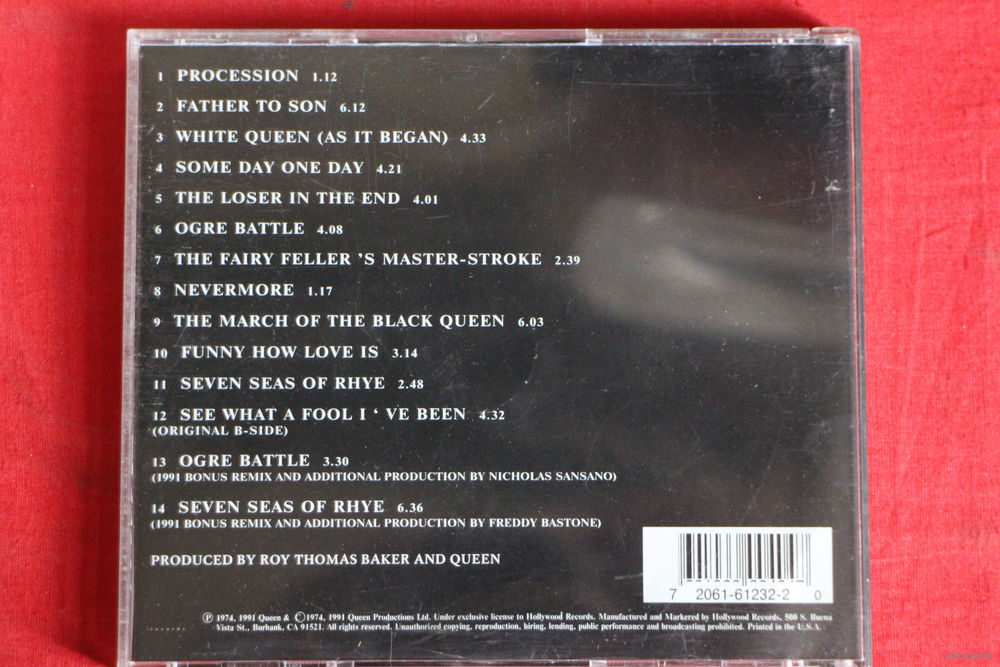 1 PROCESSION 1.12
2 FATHER TO SON 6.12
3 WHITE QUEEN (AS IT BEGAN) 4.33
4 SOME DAY ONE DAY 4.21
5 THE LOSER IN THE END 4.01
6 OGRE BATTLE 4.08
7 THE FAIRY FELLER 'S MASTER-STROKE 2.39
8 NEVERMORE 1.17
9 THE MARCH OF THE BLACK QUEEN 6.03
10 FUNNY HOW LOVE IS 3.14
11 SEVEN SEAS OF RHYE 2.48
12 SEE WHAT A FOOL I ' VE BEEN 4.32
(ORIGINAL B-SIDE)
13 OGRE BATTLE 3.30
(1991 BONUS REMIX AND ADDITIONAL PRODUCTION BY NICHOLAS SANSANO)
14 SEVEN SEAS OF RHYE 6.36
(1991 BONUS REMIX AND ADDITIONAL PRODUCTION BY FREDDY BASTONE)
PRODUCED BY ROY THOMAS BAKER AND QUEEN
7 2061-61232-2 0
Ⓟ 1974, 1991 Queen & ©1974, 1991 Queen Productions Ltd. Under exclusive license to Hollywood Records. Manufactured and Markered by Hollywood Records, 500 S. Buena
Vista St., Burbank, CA 91521. All rights reserved. Unauthorized copying, reproduction, hiring, lending, public performance and broadcasting prohibited. Printed in the U.S.A.